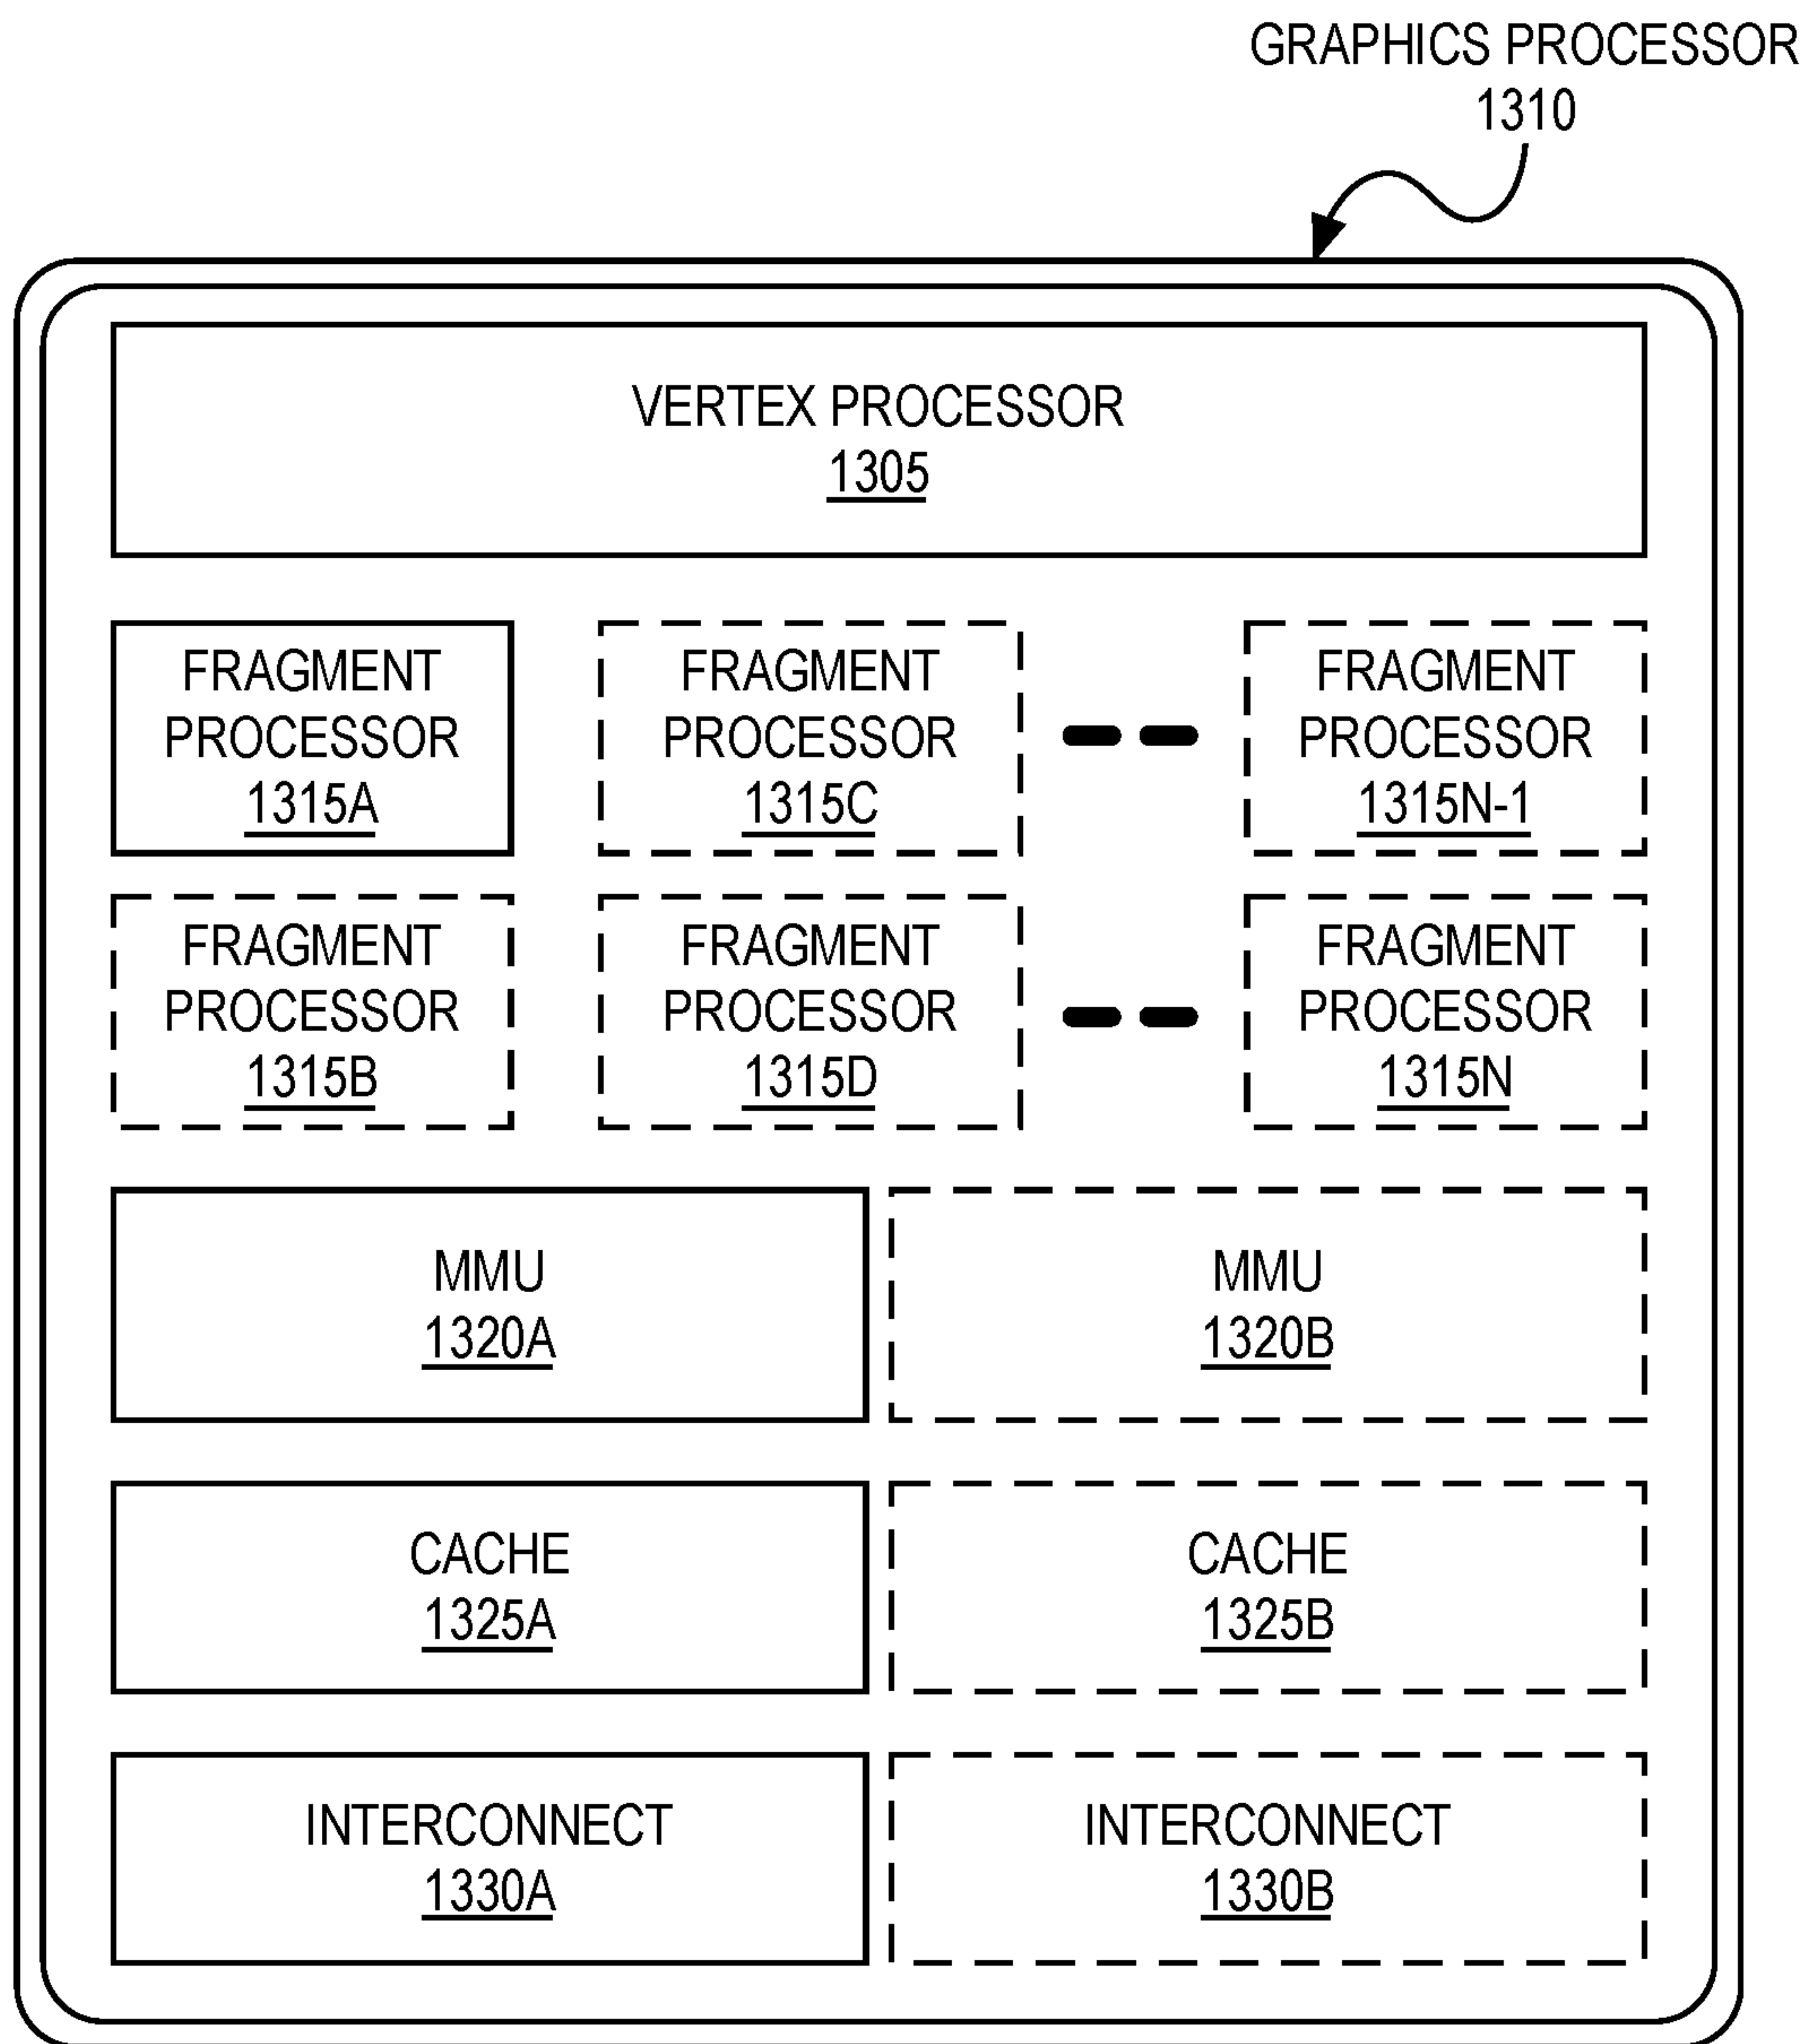 GRAPHICS PROCESSOR
1310
VERTEX PROCESSOR
1305
FRAGMENT
PROCESSOR
1315A
FRAGMENT
PROCESSOR
1315C
FRAGMENT
PROCESSOR
1315N-1
FRAGMENT
PROCESSOR
1315B
FRAGMENT
PROCESSOR
1315D
FRAGMENT
PROCESSOR
1315N
MMU
1320A
MMU
1320B
CACHE
1325A
CACHE
1325B
INTERCONNECT
1330A
INTERCONNECT
1330B